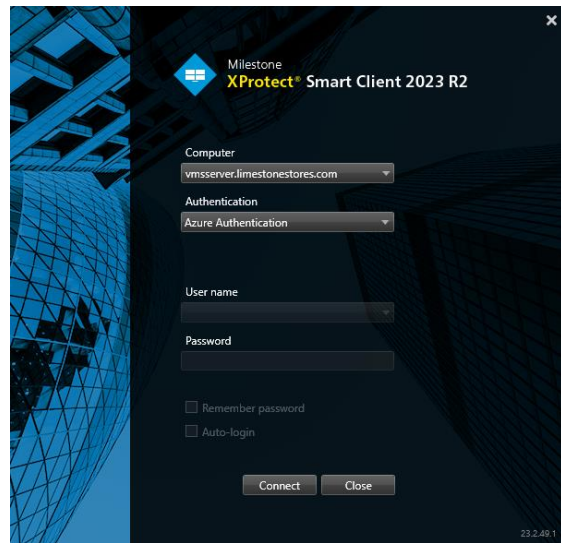 Milestone
XProtect® Smart Client 2023 R2
Computer
vmsserver.limestonestores.com
Authentication
Azure Authentication
User name
Password
Remember password
Auto-login
Connect Close
23.2.49.1